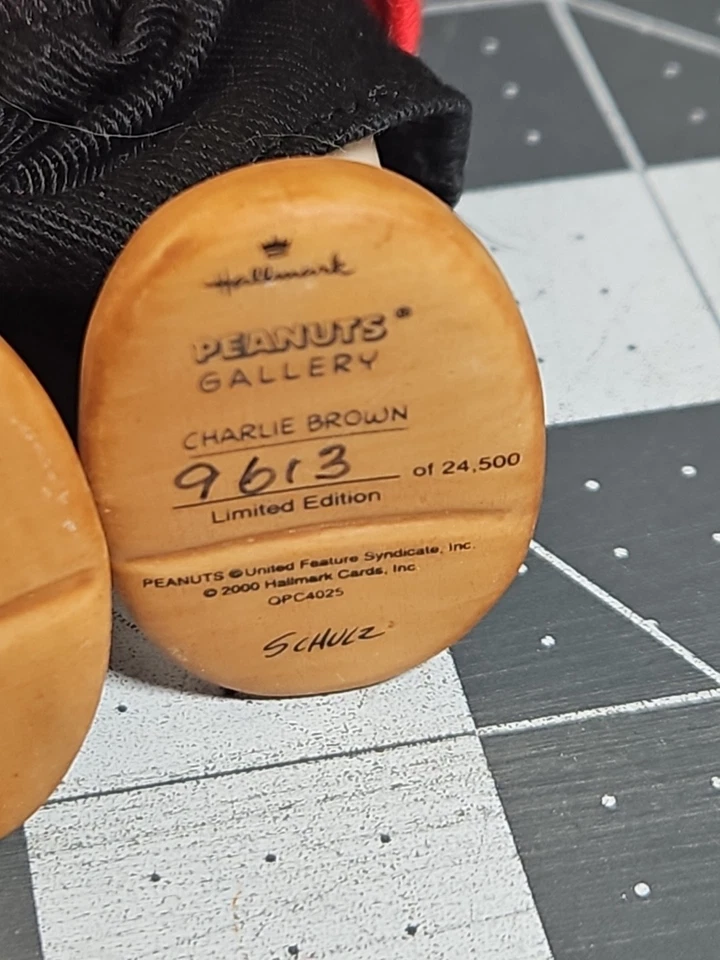 Hallmark
PEANUTS®
GALLERY
CHARLIE BROWN
9613 of 24,500
Limited Edition
PEANUTS © United Feature Syndicate, Inc.
© 2000 Hallmark Cards, Inc.
QPC4025
SCHULZ